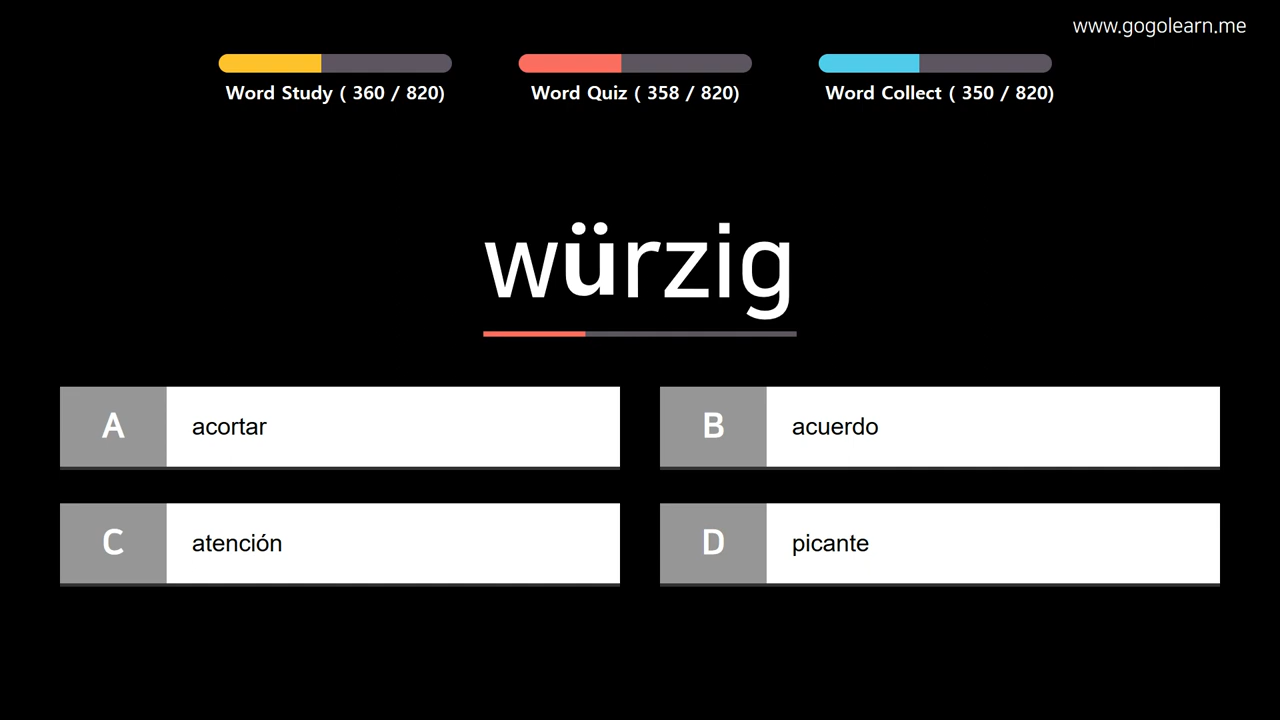 www.gogolearn.me
Word Study ( 360 / 820)
Word Quiz ( 358 / 820)
Word Collect ( 350 / 820)
würzig
A acortar
B acuerdo
C atención
D picante